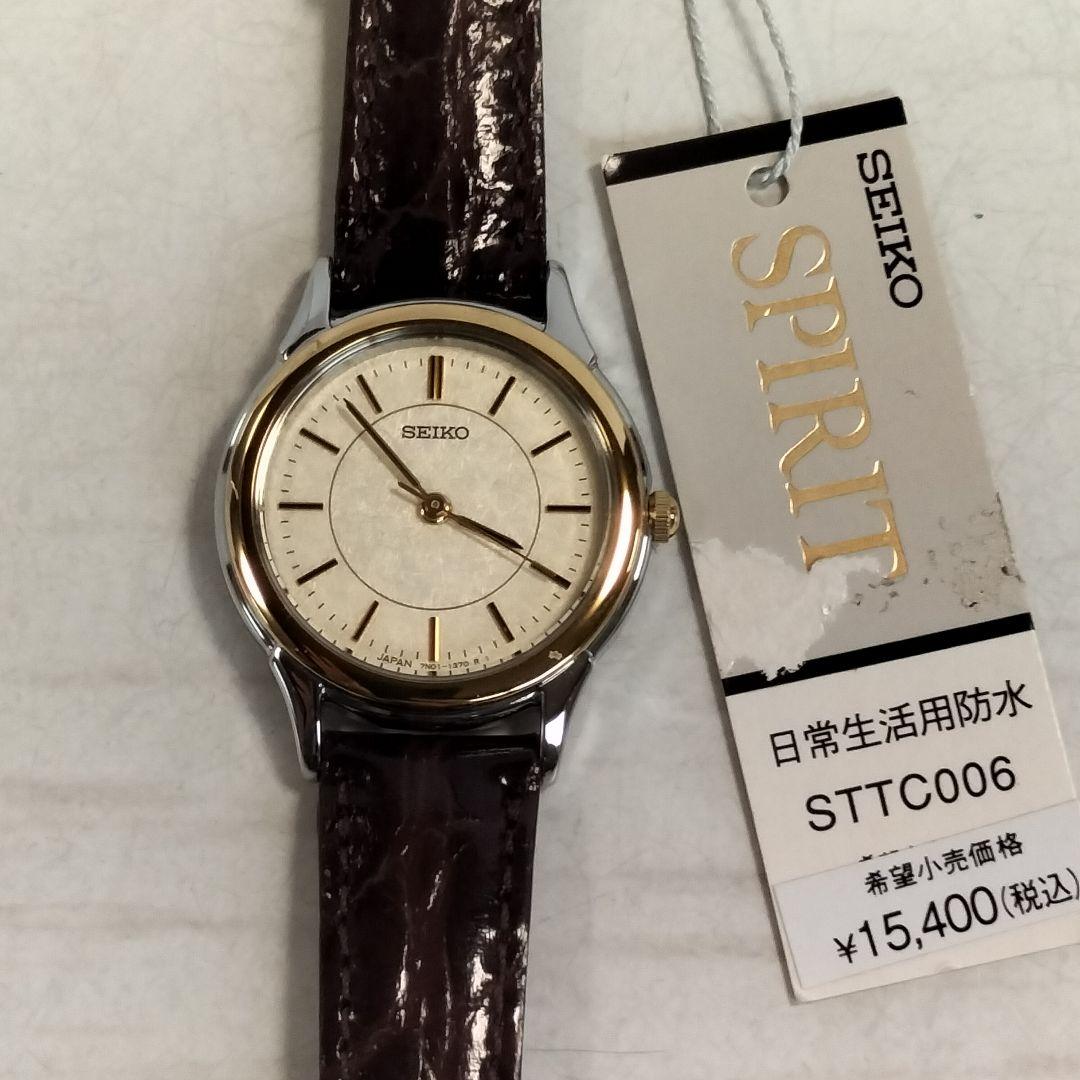 SEIKO
JAPAN 7N01-1370 R 1
SEIKO
SPIRIT
日常生活用防水
STTC006
希望小売価格
¥15,400(税込)